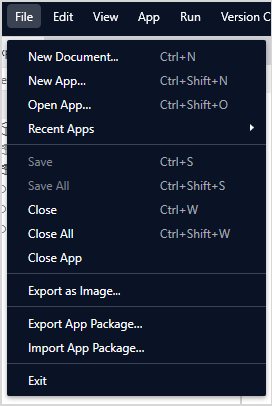 File Edit View App Run Version C
New Document... Ctrl+N
New App... Ctrl+Shift+N
Open App... Ctrl+Shift+O
Recent Apps
Save Ctrl+S
Save All Ctrl+Shift+S
Close Ctrl+W
Close All Ctrl+Shift+W
Close App
Export as Image...
Export App Package...
Import App Package...
Exit